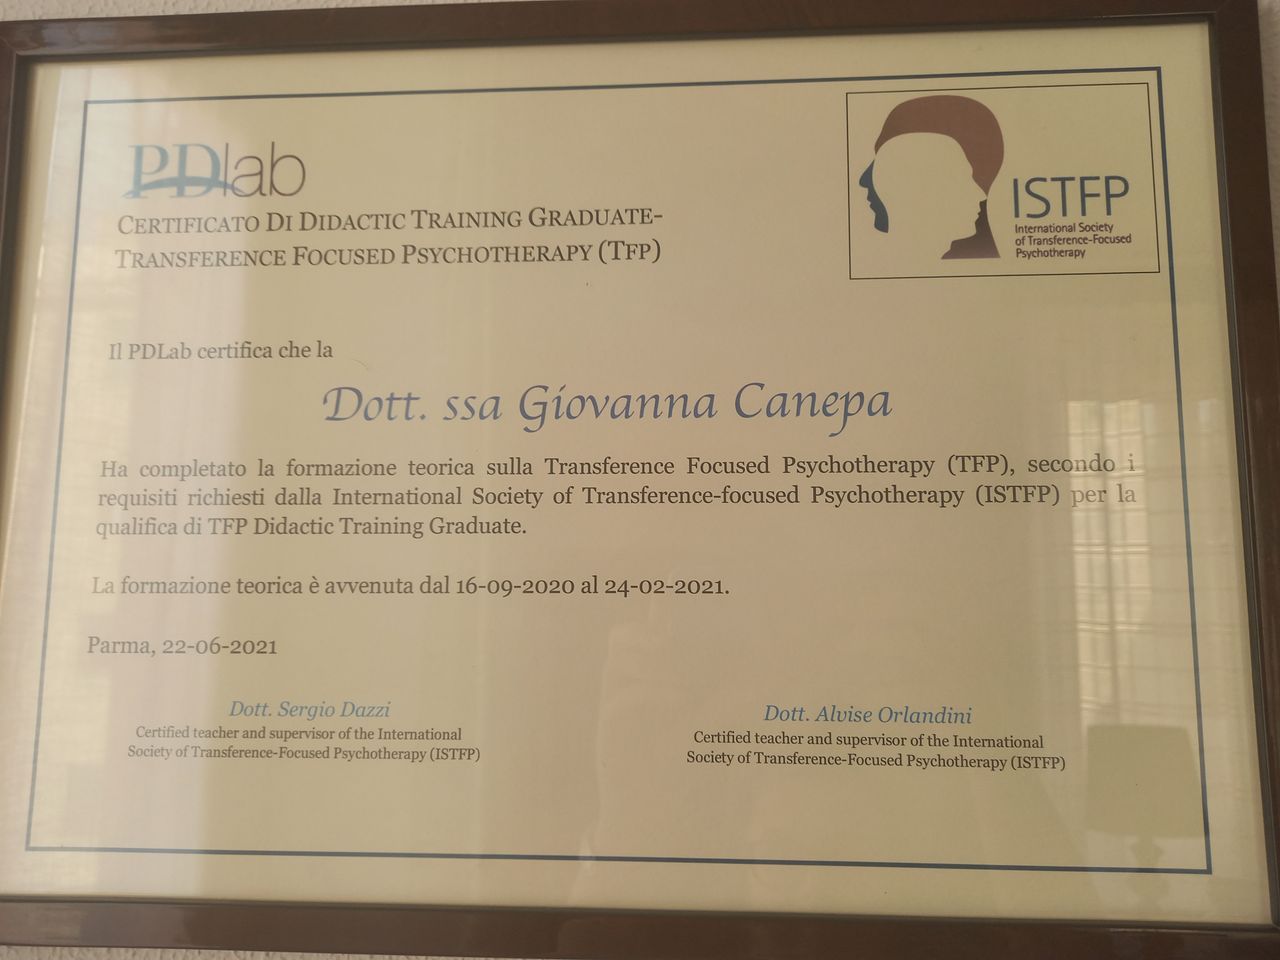 PDlab
CERTIFICATO DI DIDACTIC TRAINING GRADUATE-
TRANSFERENCE FOCUSED PSYCHOTHERAPY (TFP)
ISTFP
International Society
of Transference-Focused
Psychotherapy
Il PDLab certifica che la
Dott. ssa Giovanna Canepa
Ha completato la formazione teorica sulla Transference Focused Psychotherapy (TFP), secondo i
requisiti richiesti dalla International Society of Transference-focused Psychotherapy (ISTFP) per la
qualifica di TFP Didactic Training Graduate.
La formazione teorica è avvenuta dal 16-09-2020 al 24-02-2021.
Parma, 22-06-2021
Dott. Sergio Dazzi
Certified teacher and supervisor of the International
Society of Transference-Focused Psychotherapy (ISTFP)
Dott. Alvise Orlandini
Certified teacher and supervisor of the International
Society of Transference-Focused Psychotherapy (ISTFP)